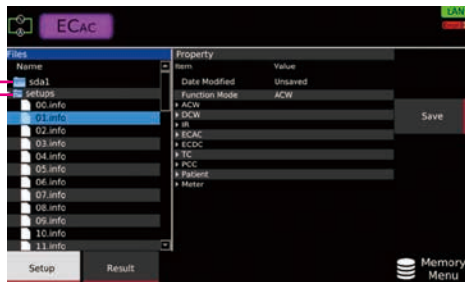 LAN
ECAC
Files
Name
sda1
setups
00.info
01.info
02.info
03.info
04.info
05.info
06.info
07.info
08.info
09.info
10.info
11.info
Property
Item Value
Date Modified Unsaved
Function Mode ACW
ACW
DCW
IR
ECAC
ECDC
TC
PCC
Patient
Meter
Save
Setup Result
Memory
Menu